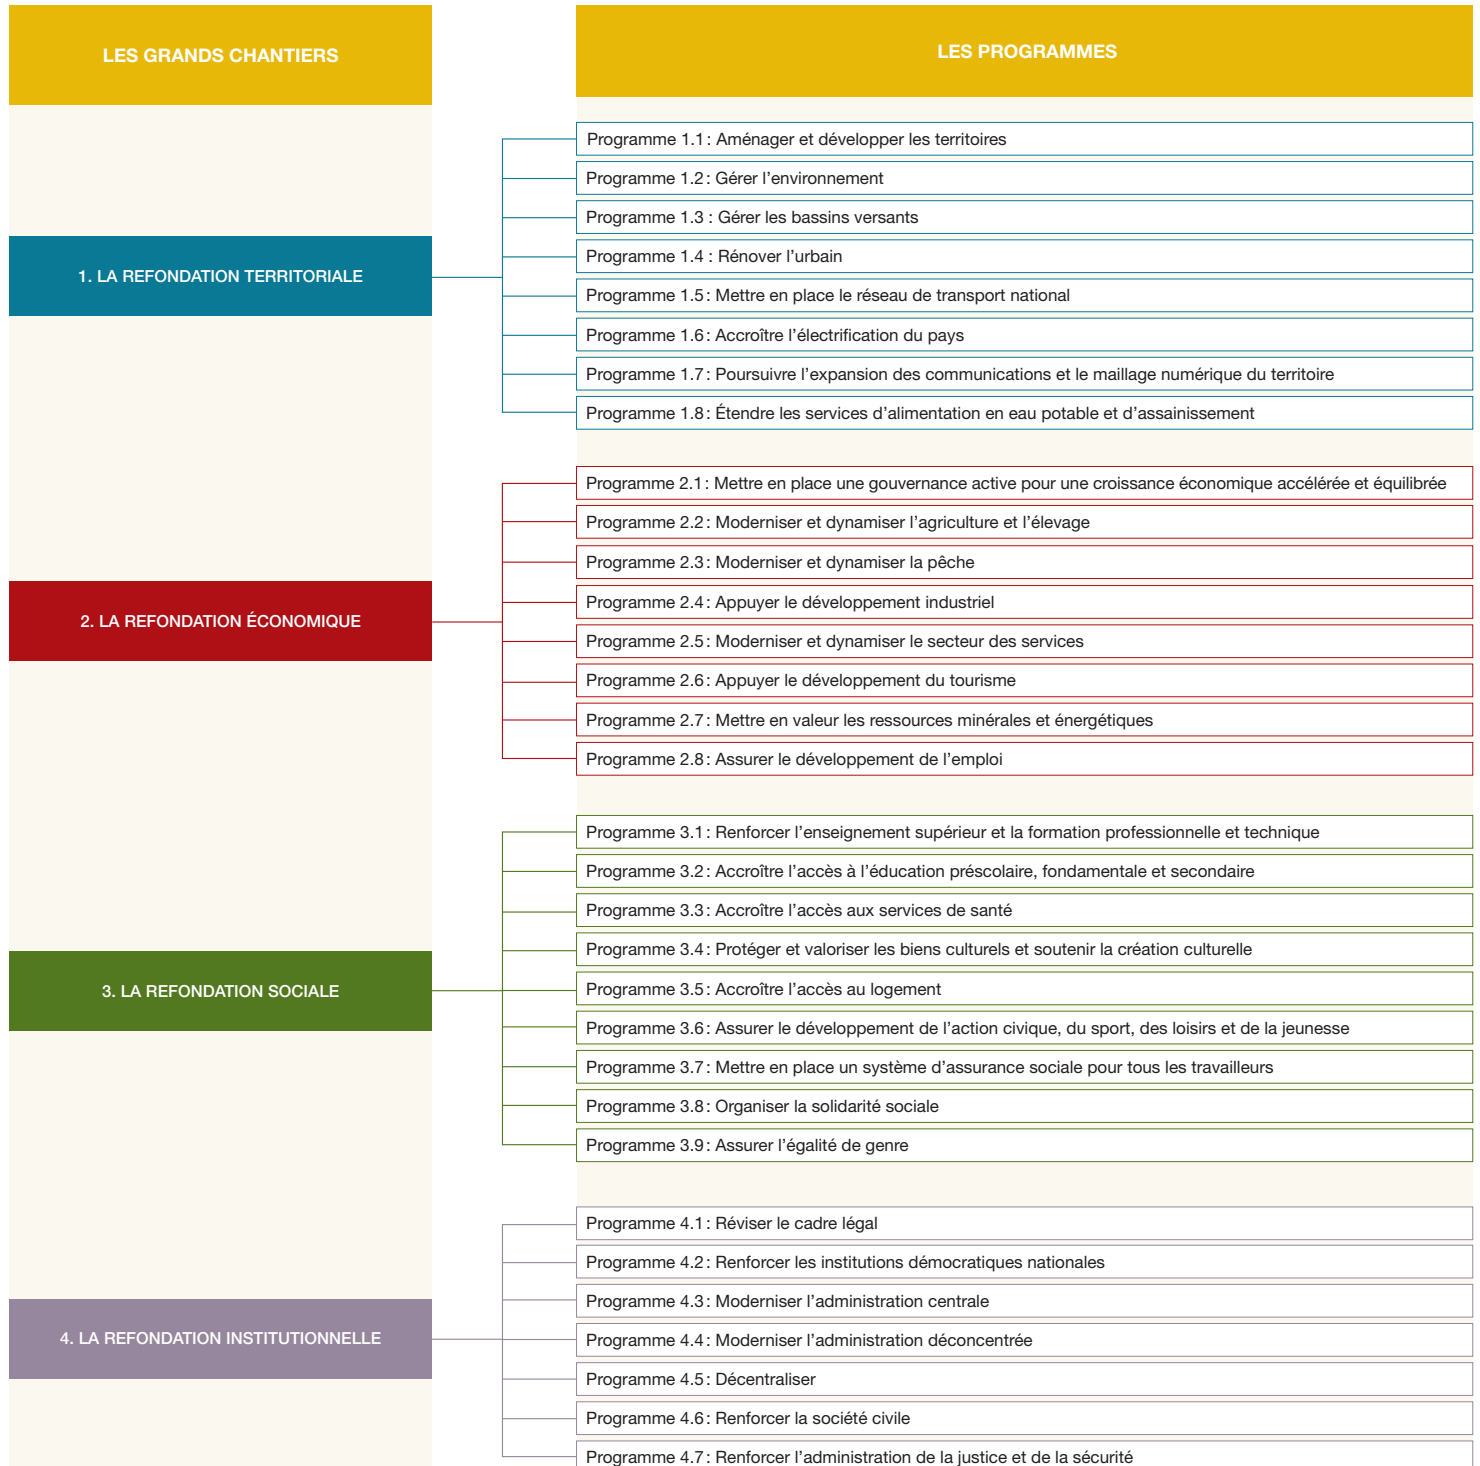 LES GRANDS CHANTIERS
LES PROGRAMMES
1. LA REFONDATION TERRITORIALE
Programme 1.1 : Aménager et développer les territoires
Programme 1.2 : Gérer l’environnement
Programme 1.3 : Gérer les bassins versants
Programme 1.4 : Rénover l’urbain
Programme 1.5 : Mettre en place le réseau de transport national
Programme 1.6 : Accroître l’électrification du pays
Programme 1.7 : Poursuivre l’expansion des communications et le maillage numérique du territoire
Programme 1.8 : Étendre les services d’alimentation en eau potable et d’assainissement
2. LA REFONDATION ÉCONOMIQUE
Programme 2.1 : Mettre en place une gouvernance active pour une croissance économique accélérée et équilibrée
Programme 2.2 : Moderniser et dynamiser l’agriculture et l’élevage
Programme 2.3 : Moderniser et dynamiser la pêche
Programme 2.4 : Appuyer le développement industriel
Programme 2.5 : Moderniser et dynamiser le secteur des services
Programme 2.6 : Appuyer le développement du tourisme
Programme 2.7 : Mettre en valeur les ressources minérales et énergétiques
Programme 2.8 : Assurer le développement de l’emploi
3. LA REFONDATION SOCIALE
Programme 3.1 : Renforcer l’enseignement supérieur et la formation professionnelle et technique
Programme 3.2 : Accroître l’accès à l’éducation préscolaire, fondamentale et secondaire
Programme 3.3 : Accroître l’accès aux services de santé
Programme 3.4 : Protéger et valoriser les biens culturels et soutenir la création culturelle
Programme 3.5 : Accroître l’accès au logement
Programme 3.6 : Assurer le développement de l’action civique, du sport, des loisirs et de la jeunesse
Programme 3.7 : Mettre en place un système d’assurance sociale pour tous les travailleurs
Programme 3.8 : Organiser la solidarité sociale
Programme 3.9 : Assurer l’égalité de genre
4. LA REFONDATION INSTITUTIONNELLE
Programme 4.1 : Réviser le cadre légal
Programme 4.2 : Renforcer les institutions démocratiques nationales
Programme 4.3 : Moderniser l’administration centrale
Programme 4.4 : Moderniser l’administration déconcentrée
Programme 4.5 : Décentraliser
Programme 4.6 : Renforcer la société civile
Programme 4.7 : Renforcer l’administration de la justice et de la sécurité